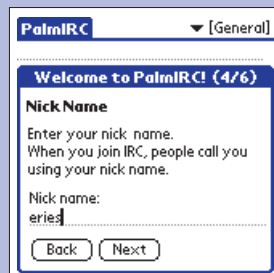 PalmIRC [General]
Welcome to PalmIRC! (4/6)
Nick Name
Enter your nick name.
When you join IRC, people call you
using your nick name.
Nick name:
eries
Back Next